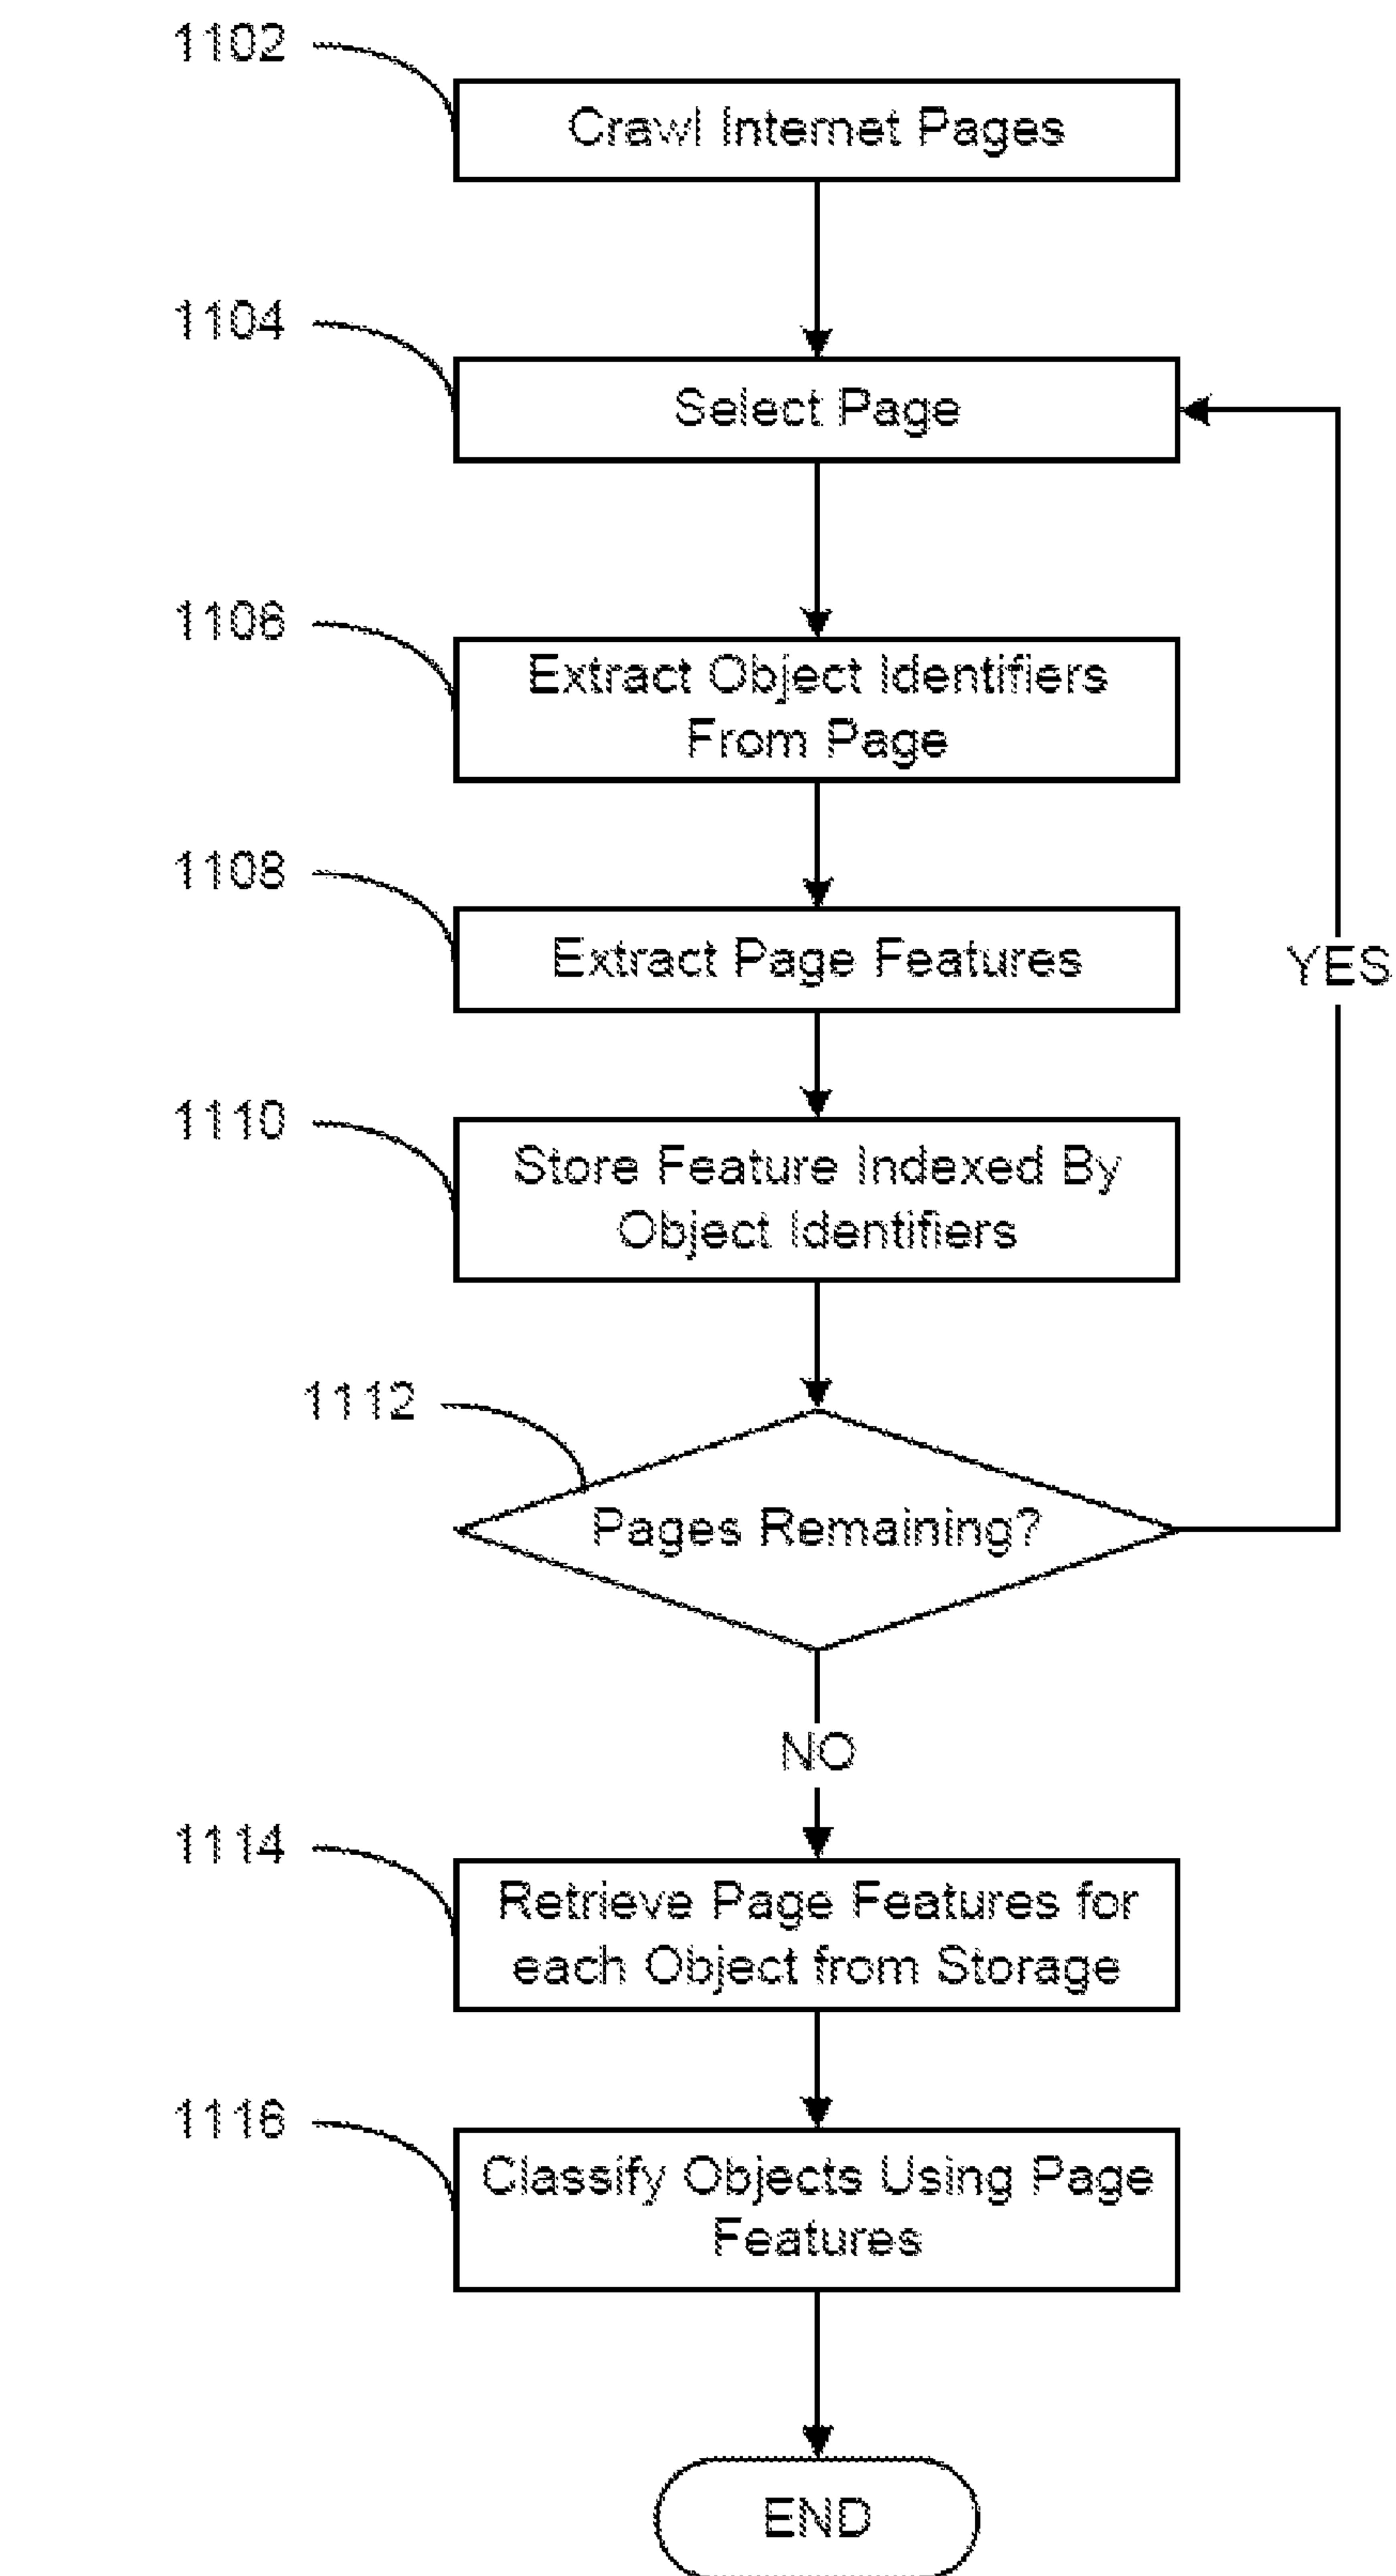 1102
Crawl Internet Pages
1104
Select Page
1106
Extract Object Identifiers
From Page
1108
Extract Page Features
YES
1110
Store Feature Indexed By
Object Identifiers
1112
Pages Remaining?
NO
1114
Retrieve Page Features for
each Object from Storage
1116
Classify Objects Using Page
Features
END